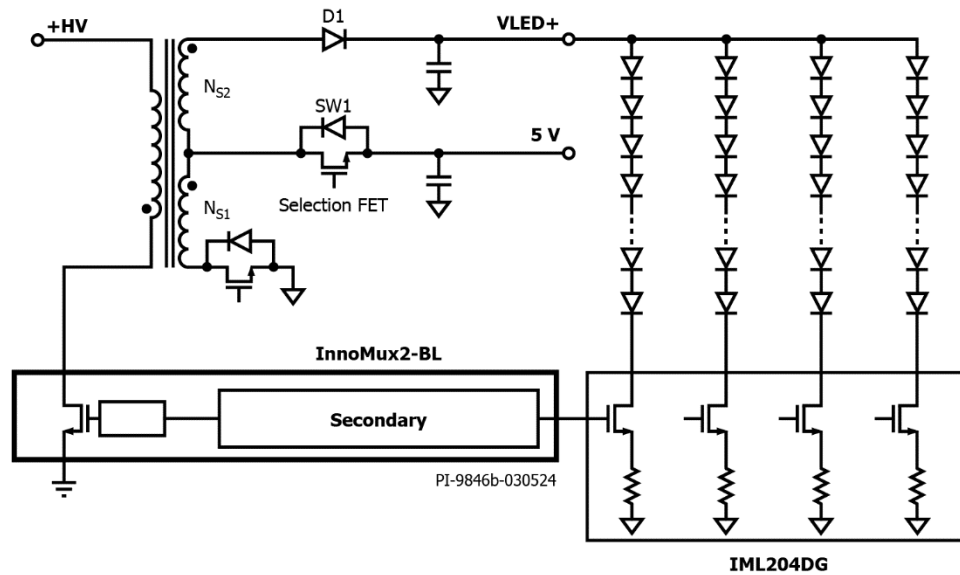 +HV
D1
VLED+
NS2
SW1
5 V
Selection FET
NS1
InnoMux2-BL
Secondary
PI-9846b-030524
IML204DG